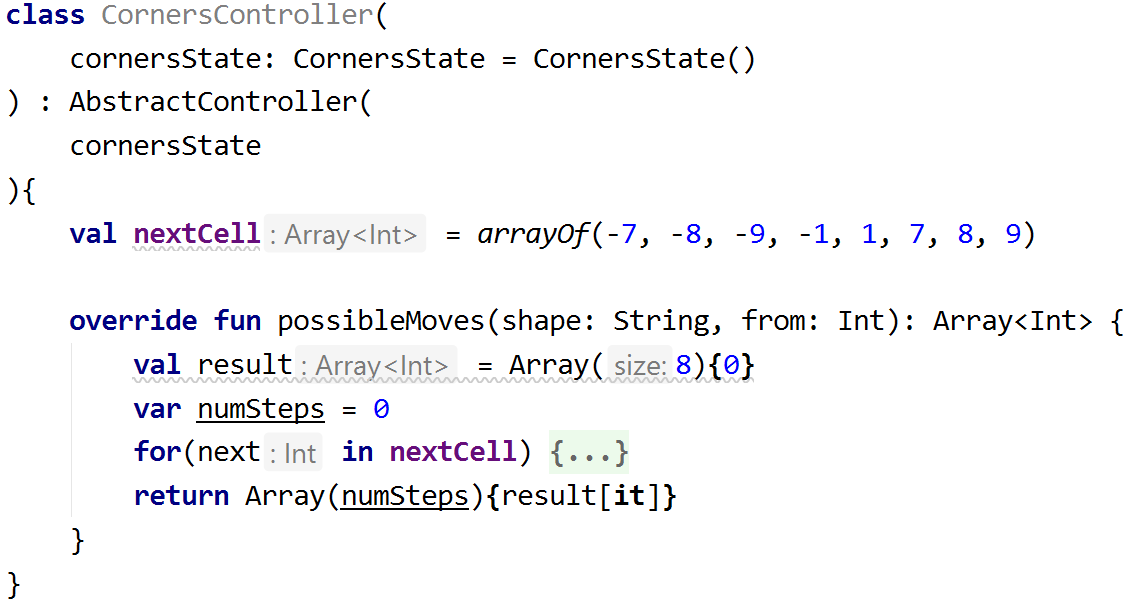 class CornersController(
    cornersState: CornersState = CornersState()
) : AbstractController(
    cornersState
){
    val nextCell : Array<Int> = arrayOf(-7, -8, -9, -1, 1, 7, 8, 9)
    override fun possibleMoves(shape: String, from: Int): Array<Int> {
        val result : Array<Int> = Array( size: 8){0}
        var numSteps = 0
        for(next : Int in nextCell) {...}
        return Array(numSteps){result[it]}
    }
}